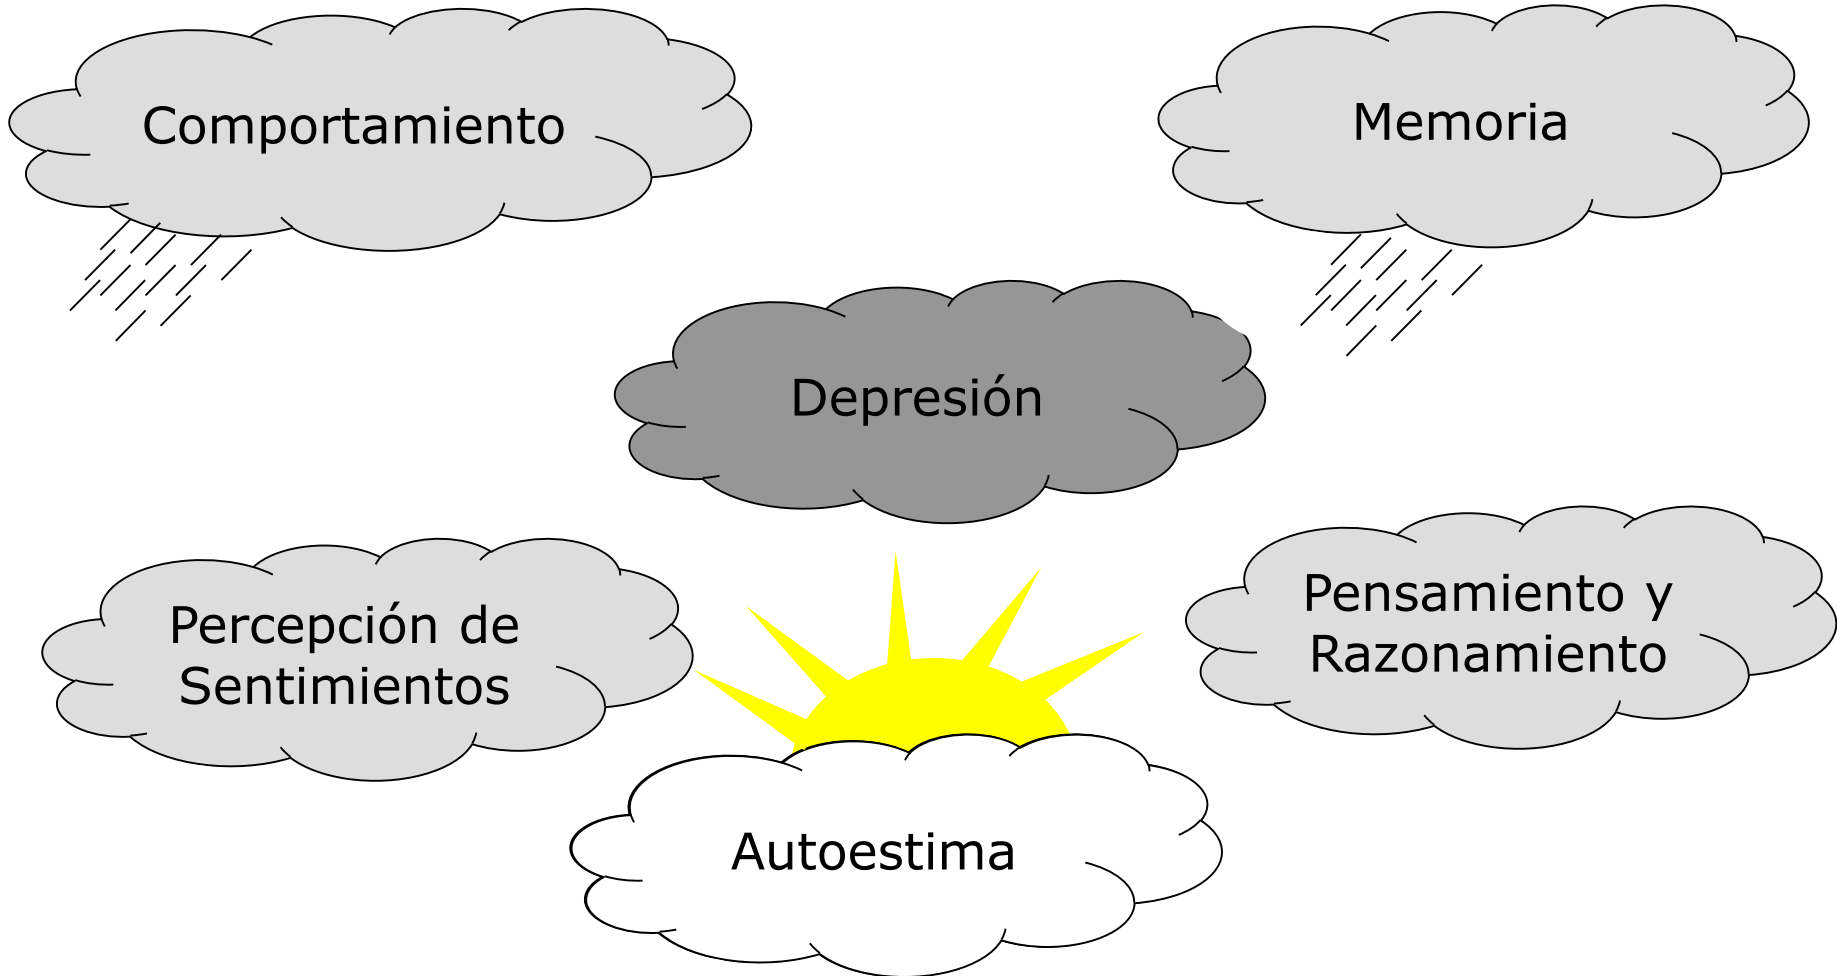 Comportamiento
Memoria
Depresión
Percepción de
Sentimientos
Pensamiento y
Razonamiento
Autoestima